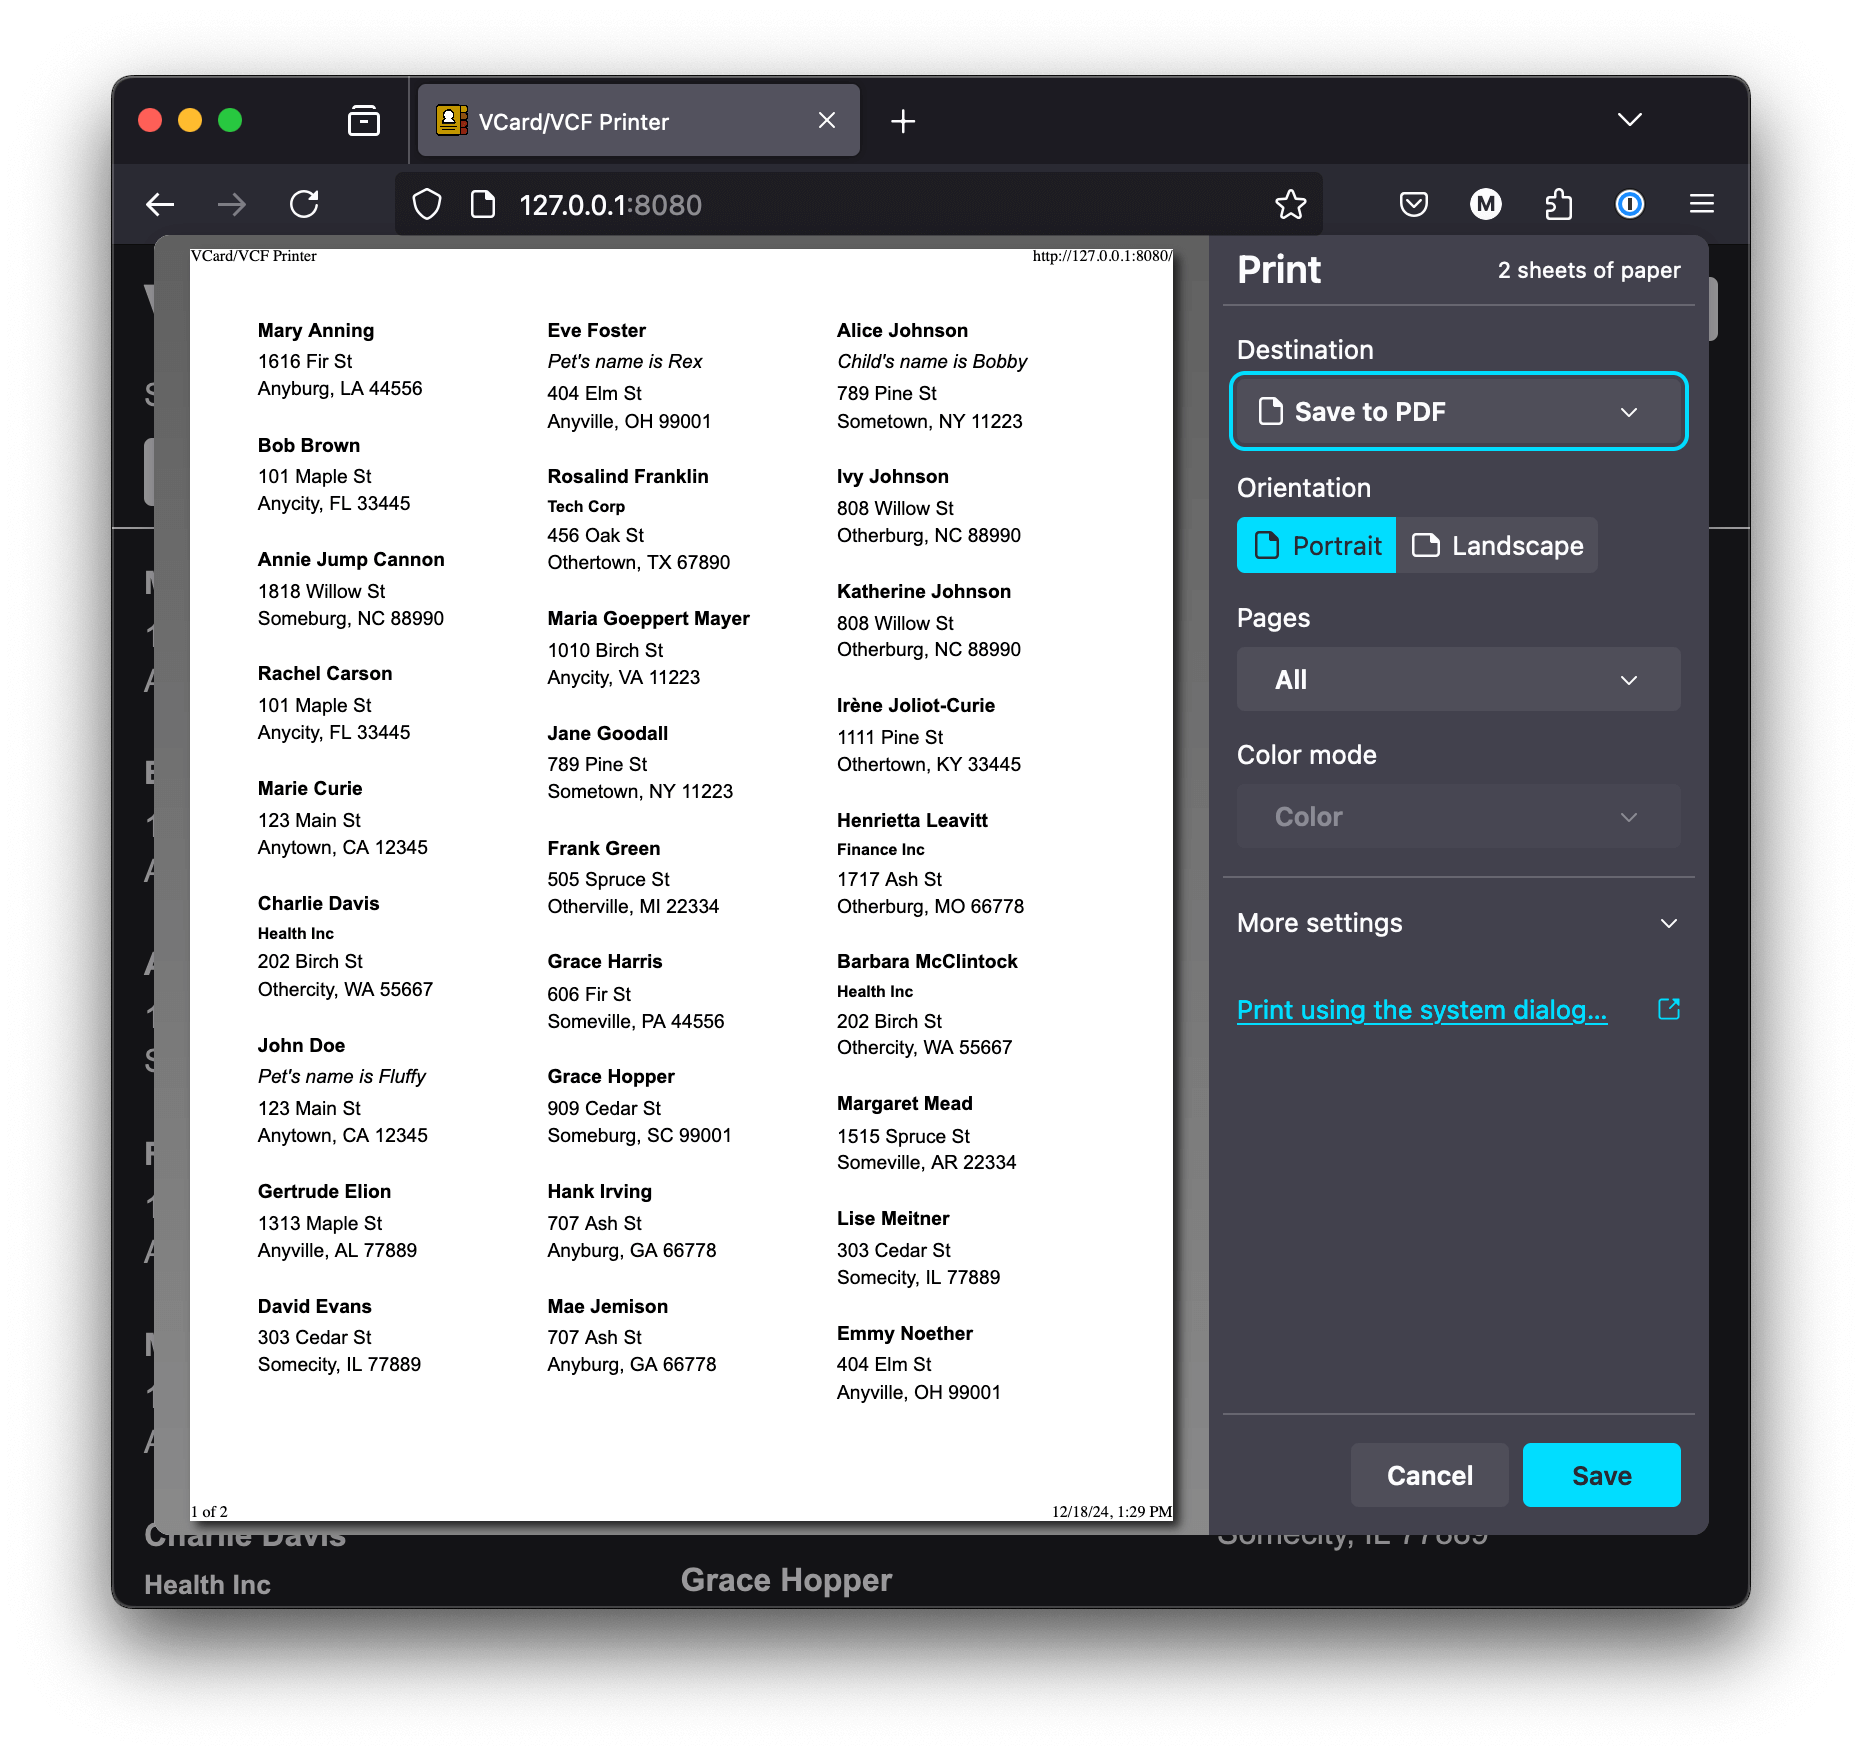 VCard/VCF Printer
127.0.0.1:8080
M
VCard/VCF Printer
http://127.0.0.1:8080/
Mary Anning
1616 Fir St
Anyburg, LA 44556
Bob Brown
101 Maple St
Anycity, FL 33445
Annie Jump Cannon
1818 Willow St
Someburg, NC 88990
Rachel Carson
101 Maple St
Anycity, FL 33445
Marie Curie
123 Main St
Anytown, CA 12345
Charlie Davis
Health Inc
202 Birch St
Othercity, WA 55667
John Doe
Pet's name is Fluffy
123 Main St
Anytown, CA 12345
Gertrude Elion
1313 Maple St
Anyville, AL 77889
David Evans
303 Cedar St
Somecity, IL 77889
Eve Foster
Pet's name is Rex
404 Elm St
Anyville, OH 99001
Rosalind Franklin
Tech Corp
456 Oak St
Othertown, TX 67890
Maria Goeppert Mayer
1010 Birch St
Anycity, VA 11223
Jane Goodall
789 Pine St
Sometown, NY 11223
Frank Green
505 Spruce St
Otherville, MI 22334
Grace Harris
606 Fir St
Someville, PA 44556
Grace Hopper
909 Cedar St
Someburg, SC 99001
Hank Irving
707 Ash St
Anyburg, GA 66778
Mae Jemison
707 Ash St
Anyburg, GA 66778
Alice Johnson
Child's name is Bobby
789 Pine St
Sometown, NY 11223
Ivy Johnson
808 Willow St
Otherburg, NC 88990
Katherine Johnson
808 Willow St
Otherburg, NC 88990
Irène Joliot-Curie
1111 Pine St
Othertown, KY 33445
Henrietta Leavitt
Finance Inc
1717 Ash St
Otherburg, MO 66778
Barbara McClintock
Health Inc
202 Birch St
Othercity, WA 55667
Margaret Mead
1515 Spruce St
Someville, AR 22334
Lise Meitner
303 Cedar St
Somecity, IL 77889
Emmy Noether
404 Elm St
Anyville, OH 99001
1 of 2
12/18/24, 1:29 PM
Print
2 sheets of paper
Destination
Save to PDF
Orientation
Portrait
Landscape
Pages
All
Color mode
Color
More settings
Print using the system dialog...
Cancel
Save
Charlie Davis
Health Inc
Grace Hopper
Somecity, IL 77889